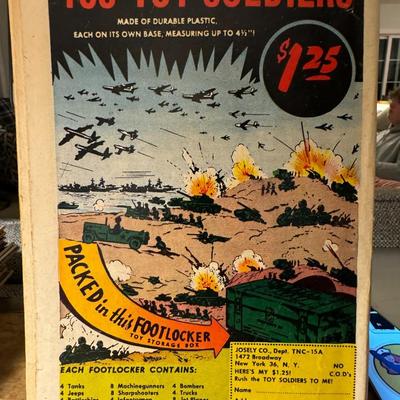 TOY SOLDIERS
MADE OF DURABLE PLASTIC,
EACH ON ITS OWN BASE, MEASURING UP TO 4½"!
$1.25
PACKED in this FOOTLOCKER
TOY STORAGE BOX
EACH FOOTLOCKER CONTAINS:
4 Tanks 8 Machinegunners 4 Bombers
4 Jeeps 8 Sharpshooters 4 Trucks
JOSELY CO., Dept. TNC-15A
1472 Broadway
New York 36, N. Y. NO
HERE'S MY $1.25! C.O.D's
Rush the TOY SOLDIERS TO ME!
Name